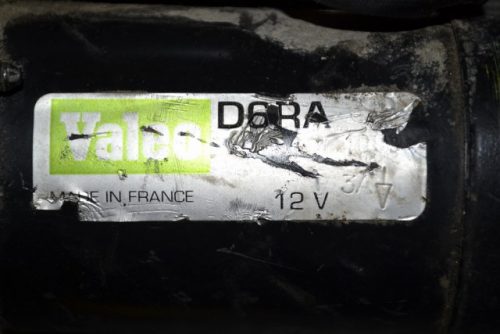 Valeo D6RA
MADE IN FRANCE 12 V